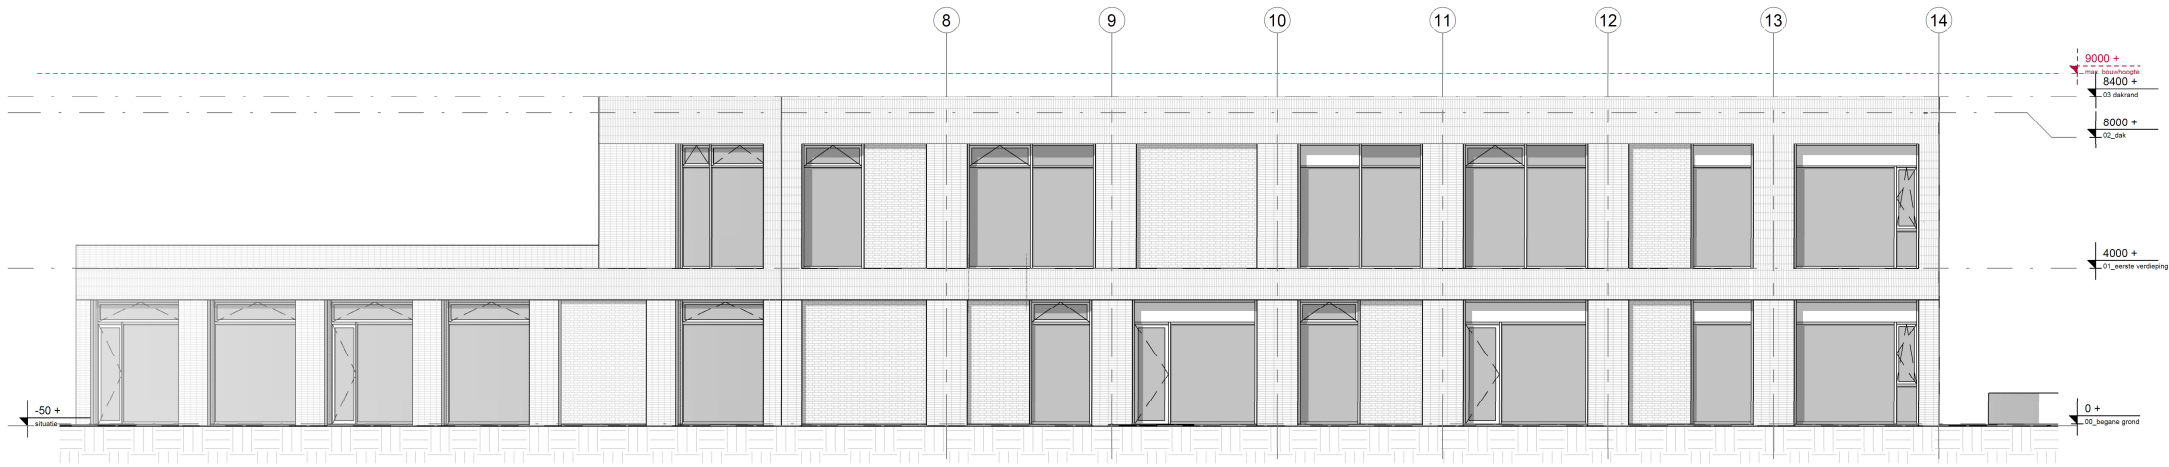 8 9 10 11 12 13 14
9000 +
max. bouwhoogte
8400 +
03 dakrand
8000 +
02_dak
4000 +
01_eerste verdieping
-50 +
situatie
0 +
00_begane grond